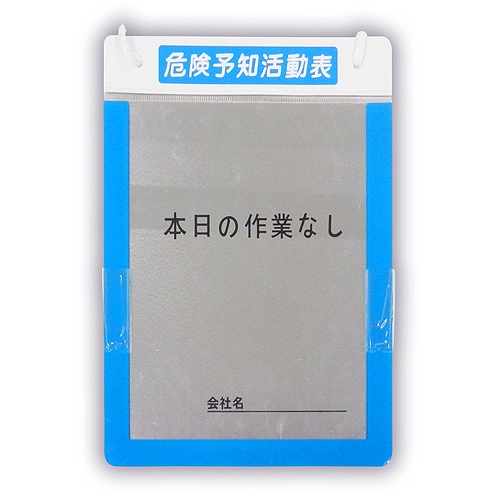 危険予知活動表
本日の作業なし
会社名